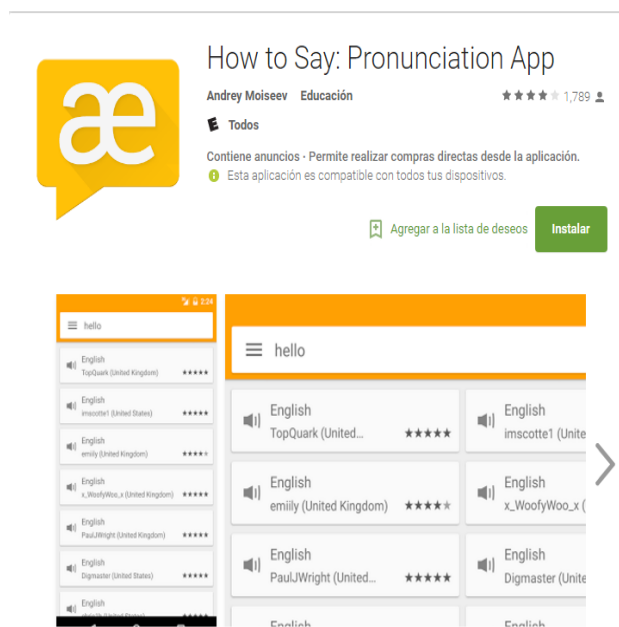 How to Say: Pronunciation App
Andrey Moiseev Educación 1,789
E Todos
Contiene anuncios · Permite realizar compras directas desde la aplicación.
Esta aplicación es compatible con todos tus dispositivos.
Agregar a la lista de deseos Instalar
æ
2:24
hello
English
TopQuark (United Kingdom)
English
imscotte1 (United States)
English
emiily (United Kingdom)
English
x_WoofyWoo_x (United Kingdom)
English
PaulJWright (United Kingdom)
English
Digmaster (United States)
English
hello
English
TopQuark (United...
English
imscotte1 (Unite
English
emiily (United Kingdom)
English
x_WoofyWoo_x (
English
PaulJWright (United...
English
Digmaster (Unite
English
English